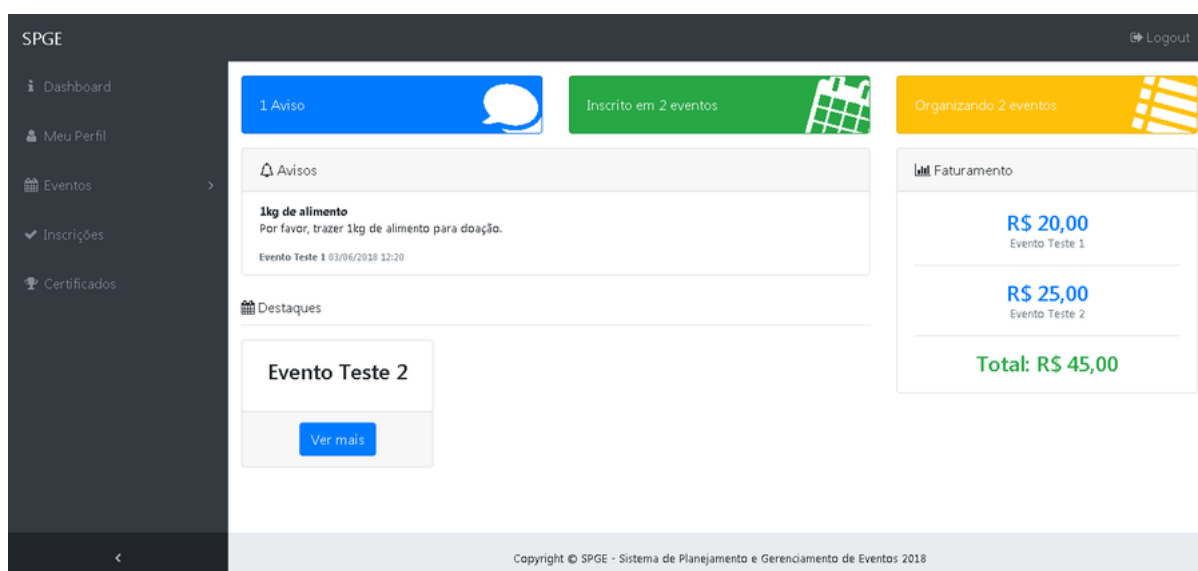 SPGE
Logout
Dashboard
Meu Perfil
Eventos
Inscrições
Certificados
1 Aviso
Inscrito em 2 eventos
Organizando 2 eventos
Avisos
1kg de alimento
Por favor, trazer 1kg de alimento para doação.
Evento Teste 1 03/06/2018 12:20
Destaques
Evento Teste 2
Ver mais
Faturamento
R$ 20,00
Evento Teste 1
R$ 25,00
Evento Teste 2
Total: R$ 45,00
Copyright © SPGE - Sistema de Planejamento e Gerenciamento de Eventos 2018